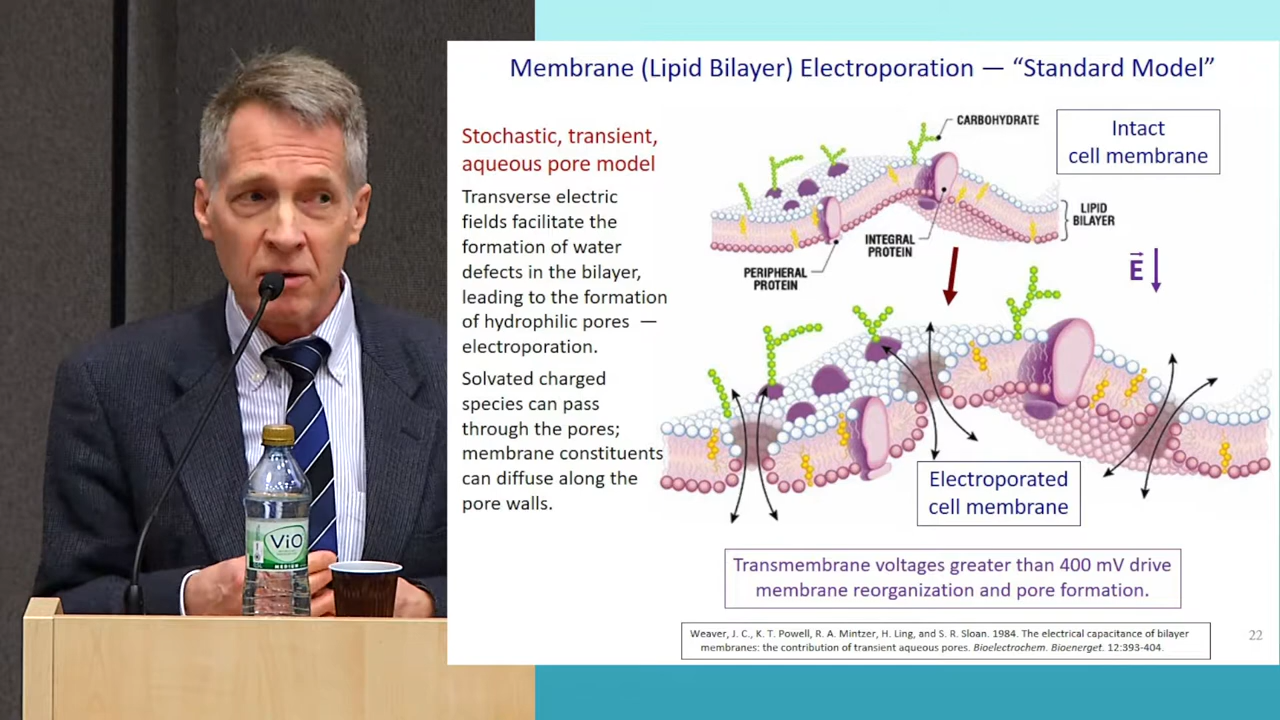 Membrane (Lipid Bilayer) Electroporation — “Standard Model”
Stochastic, transient,
aqueous pore model
Transverse electric
fields facilitate the
formation of water
defects in the bilayer,
leading to the formation
of hydrophilic pores —
electroporation.
Solvated charged
species can pass
through the pores;
membrane constituents
can diffuse along the
pore walls.
CARBOHYDRATE
Intact
cell membrane
LIPID
BILAYER
INTEGRAL
PROTEIN
PERIPHERAL
PROTEIN
E
Electroporated
cell membrane
Transmembrane voltages greater than 400 mV drive
membrane reorganization and pore formation.
Weaver, J. C., K. T. Powell, R. A. Mintzer, H. Ling, and S. R. Sloan. 1984. The electrical capacitance of bilayer
membranes: the contribution of transient aqueous pores. Bioelectrochem. Bioenerget. 12:393-404.
22
ViO
MEDIUM